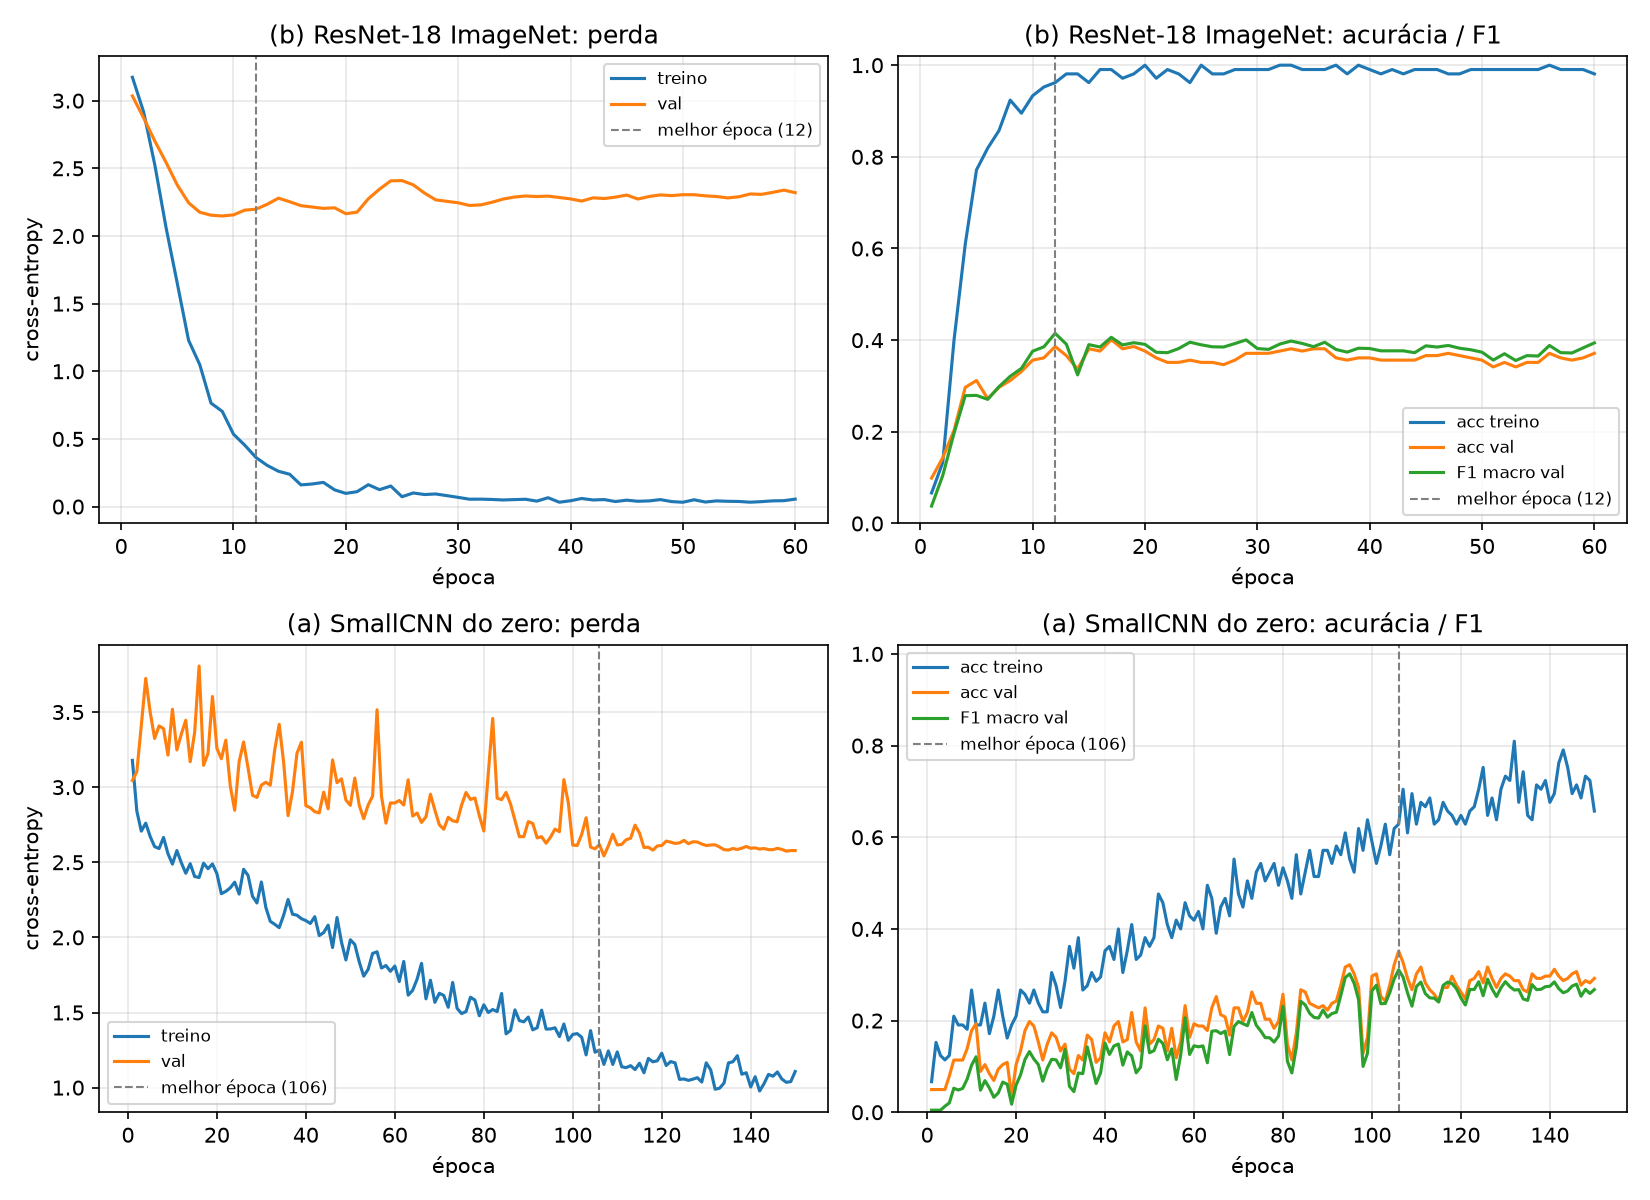 (b) ResNet-18 ImageNet: perda
cross-entropy
3.0
2.5
2.0
1.5
1.0
0.5
0.0
treino
val
melhor época (12)
0 10 20 30 40 50 60
época
(b) ResNet-18 ImageNet: acurácia / F1
1.0
0.8
0.6
0.4
0.2
0.0
acc treino
acc val
F1 macro val
melhor época (12)
0 10 20 30 40 50 60
época
(a) SmallCNN do zero: perda
cross-entropy
3.5
3.0
2.5
2.0
1.5
1.0
treino
val
melhor época (106)
0 20 40 60 80 100 120 140
época
(a) SmallCNN do zero: acurácia / F1
1.0
0.8
0.6
0.4
0.2
0.0
acc treino
acc val
F1 macro val
melhor época (106)
0 20 40 60 80 100 120 140
época